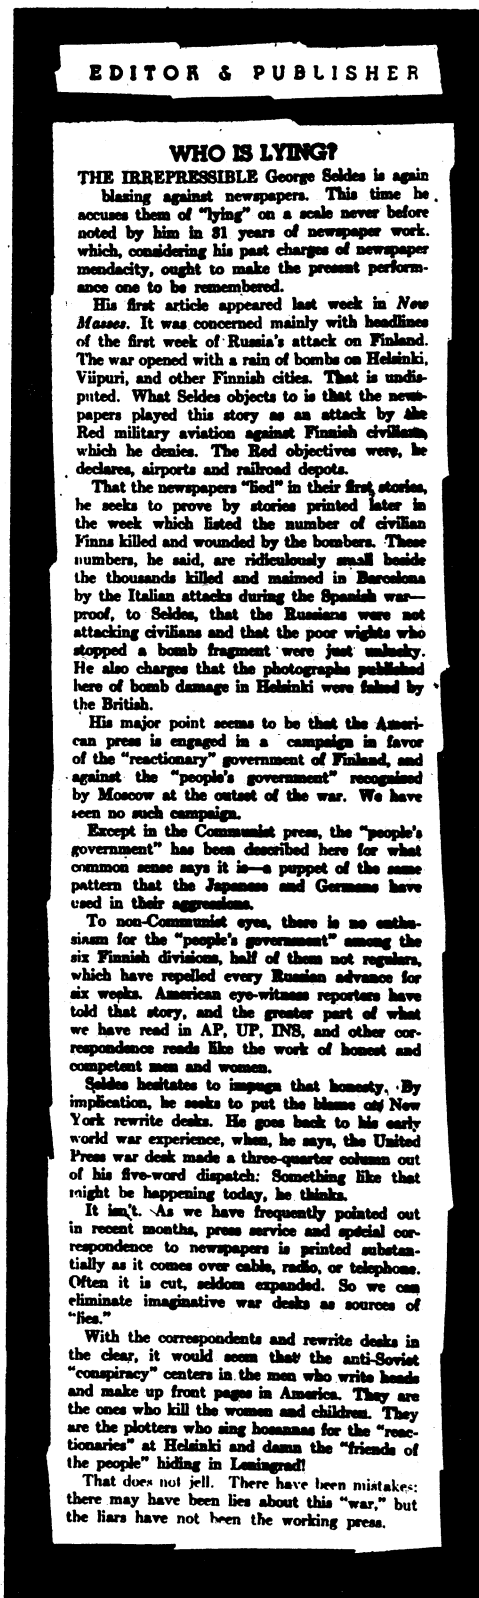 EDITOR & PUBLISHER
WHO IS LYING?
THE IRREPRESSIBLE George Seldes is again
blasing against newspapers. This time he
accuses them of "lying" on a scale never before
noted by him in 31 years of newspaper work.
which, considering his past charges of newspaper
mendacity, ought to make the present perform-
ance one to be remembered.
His first article appeared last week in New
Masses. It was concerned mainly with headlines
of the first week of Russia's attack on Finland.
The war opened with a rain of bombs on Helsinki,
Viipuri, and other Finnish cities. That is undis-
puted. What Seldes objects to is that the news-
papers played this story as an attack by the
Red military aviation against Finnish civilians,
which he denies. The Red objectives were, he
declares, airports and railroad depots.
That the newspapers "lied" in their first stories,
he seeks to prove by stories printed later in
the week which listed the number of civilian
Finns killed and wounded by the bombers. These
numbers, he said, are ridiculously small beside
the thousands killed and maimed in Barcelona
by the Italian attacks during the Spanish war—
proof, to Seldes, that the Russians were not
attacking civilians and that the poor wights who
stopped a bomb fragment were just unlucky.
He also charges that the photographs published
here of bomb damage in Helsinki were faked by
the British.
His major point seems to be that the Ameri-
can press is engaged in a campaign in favor
of the "reactionary" government of Finland, and
against the "people's government" recognized
by Moscow at the outset of the war. We have
seen no such campaign.
Except in the Communist press, the "people's
government" has been described here for what
common sense says it is—a puppet of the same
pattern that the Japanese and Germans have
used in their aggressions.
To non-Communist eyes, there is no enthu-
siasm for the "people's government" among the
six Finnish divisions, half of them not regulars,
which have repelled every Russian advance for
six weeks. American eye-witness reporters have
told that story, and the greater part of what
we have read in AP, UP, INS, and other cor-
respondence reads like the work of honest and
competent men and women.
Seldes hesitates to impugn that honesty. By
implication, he seeks to put the blame on New
York rewrite desks. He goes back to his early
world war experience, when, he says, the United
Press war desk made a three-quarter column out
of his five-word dispatch: Something like that
might be happening today, he thinks.
It isn't. As we have frequently pointed out
in recent months, press service and special cor-
respondence to newspapers is printed substan-
tially as it comes over cable, radio, or telephone.
Often it is cut, seldom expanded. So we can
eliminate imaginative war desks as sources of
"lies."
With the correspondents and rewrite desks in
the clear, it would seem that the anti-Soviet
"conspiracy" centers in the men who write heads
and make up front pages in America. They are
the ones who kill the women and children. They
are the plotters who sing hosannas for the "reac-
tionaries" at Helsinki and damn the "friends of
the people" hiding in Leningrad!
That does not jell. There have been mistakes;
there may have been lies about this "war," but
the liars have not been the working press.